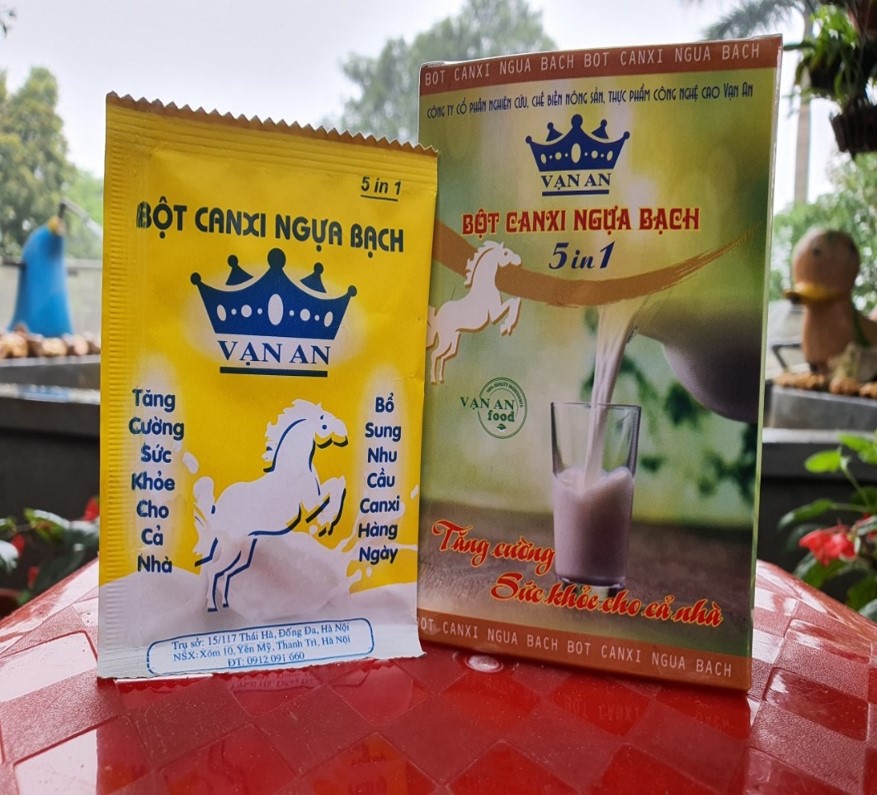 5 in 1
BỘT CANXI NGỰA BẠCH
VẠN AN
Tăng
Cường
Sức
Khỏe
Cho
Cả
Nhà
Bổ
Sung
Nhu
Cầu
Canxi
Hàng
Ngày
Trụ sở: 15/117 Thái Hà, Đống Đa, Hà Nội
NSX: Xóm 10, Yên Mỹ, Thanh Trì, Hà Nội
ĐT: 0912 091 660
BOT CANXI NGUA BACH BOT CANXI NGUA BACH
CÔNG TY CỔ PHẦN NGHIÊN CỨU, CHẾ BIẾN NÔNG SẢN, THỰC PHẨM CÔNG NGHỆ CAO VẠN AN
VẠN AN
BỘT CANXI NGỰA BẠCH
5 in 1
VẠN AN
food
Tăng cường
Sức khỏe cho cả nhà
BOT CANXI NGUA BACH BOT CANXI NGUA BACH